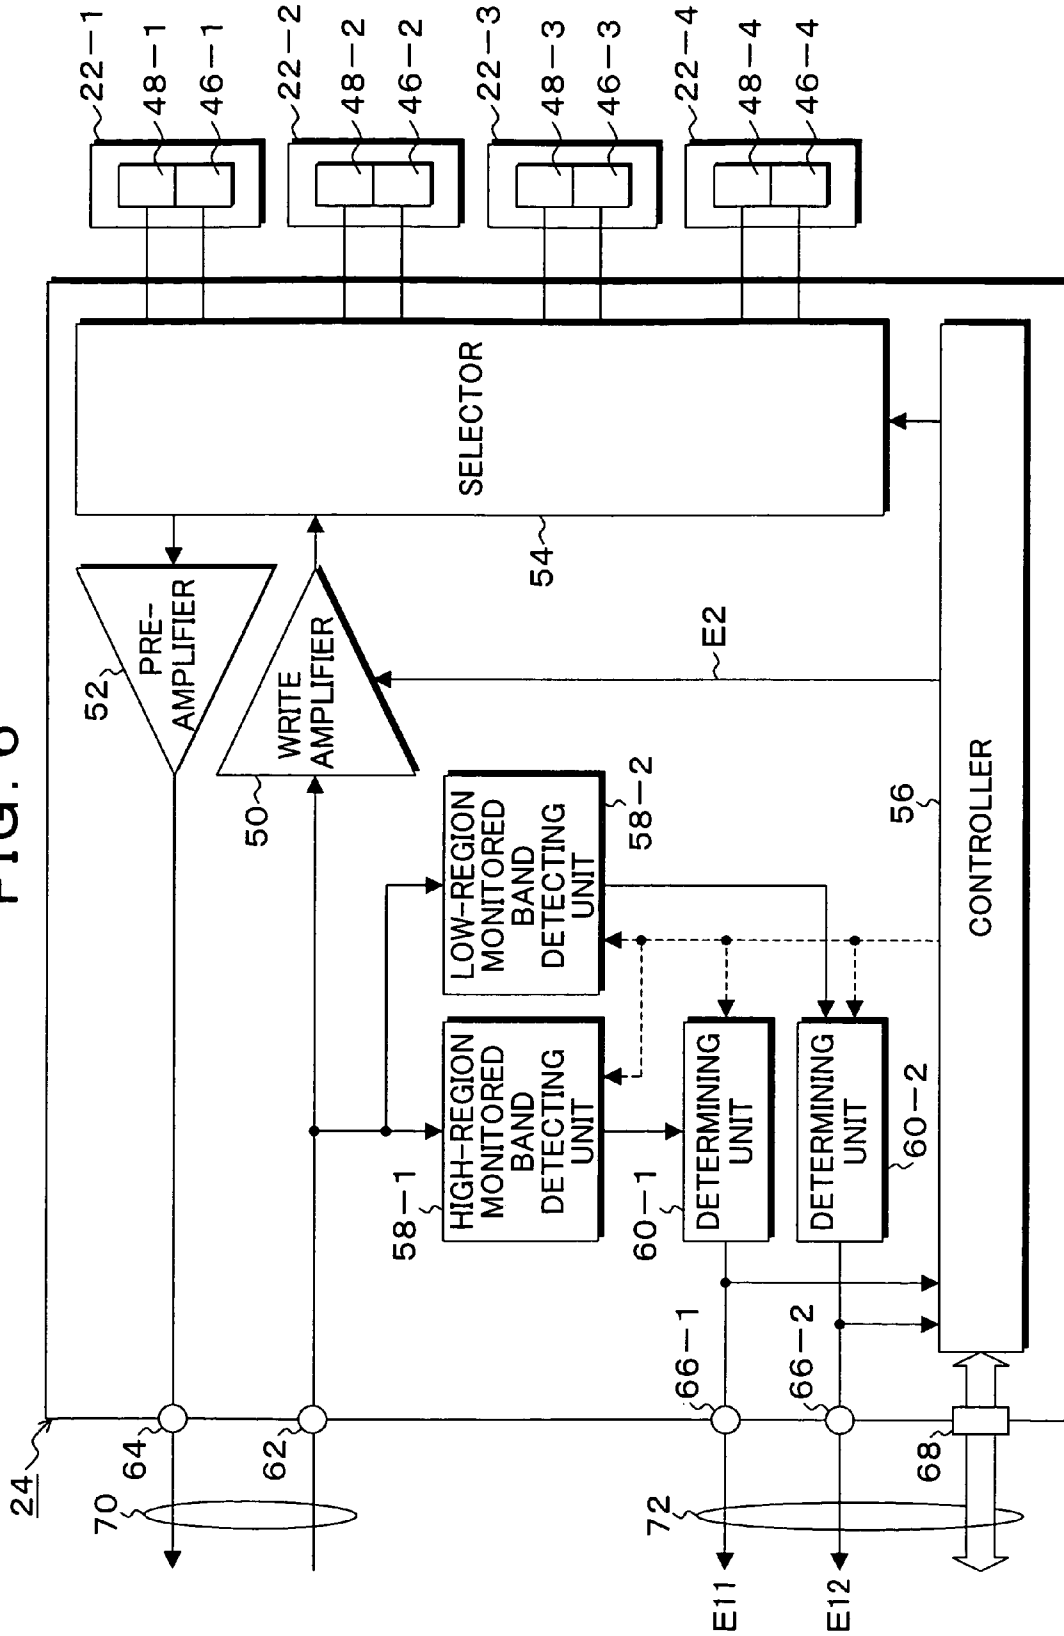 FIG.
24
70
64
52
22-1
PRE-
AMPLIFIER
48-1
46-1
62
50
WRITE
AMPLIFIER
22-2
48-2
46-2
58-1
HIGH-REGION
MONITORED
BAND
DETECTING
UNIT
LOW-REGION
MONITORED
BAND
DETECTING
UNIT
58-2
54
SELECTOR
22-3
48-3
46-3
72
66-1
60-1
DETERMINING
UNIT
E2
22-4
48-4
46-4
E11
66-2
DETERMINING
UNIT
60-2
E12
68
56
CONTROLLER